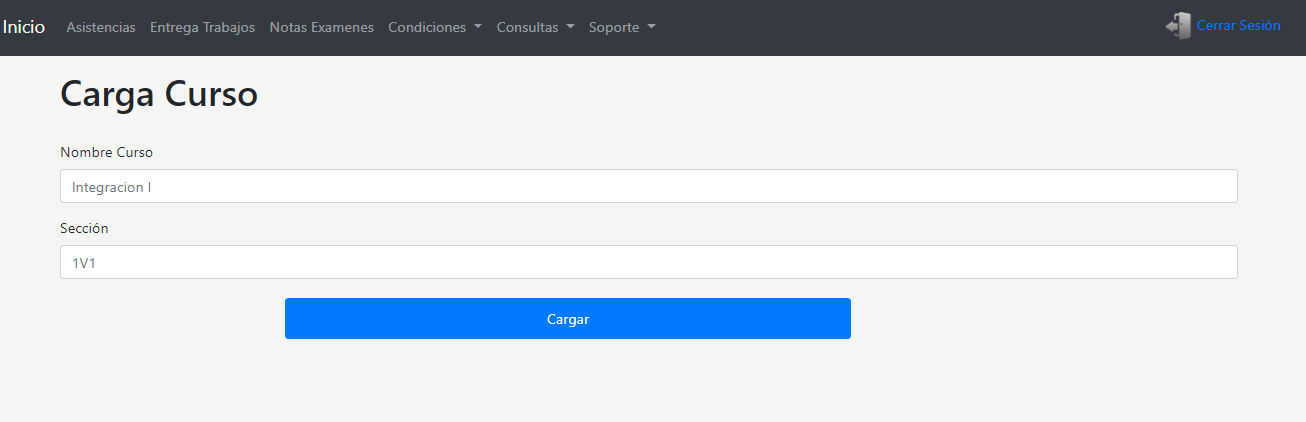 Inicio Asistencias Entrega Trabajos Notas Examenes Condiciones Consultas Soporte Cerrar Sesión
Carga Curso
Nombre Curso
Integracion I
Sección
1V1
Cargar